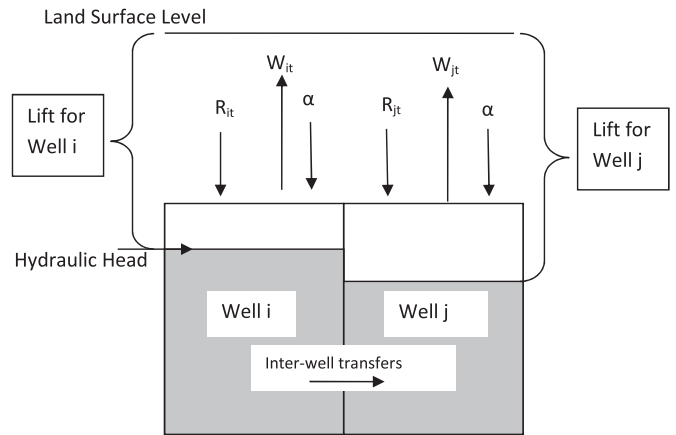 Land Surface Level
Lift for
Well i
R_it
W_it
α
R_jt
W_jt
α
Lift for
Well j
Hydraulic Head
Well i
Well j
Inter-well transfers